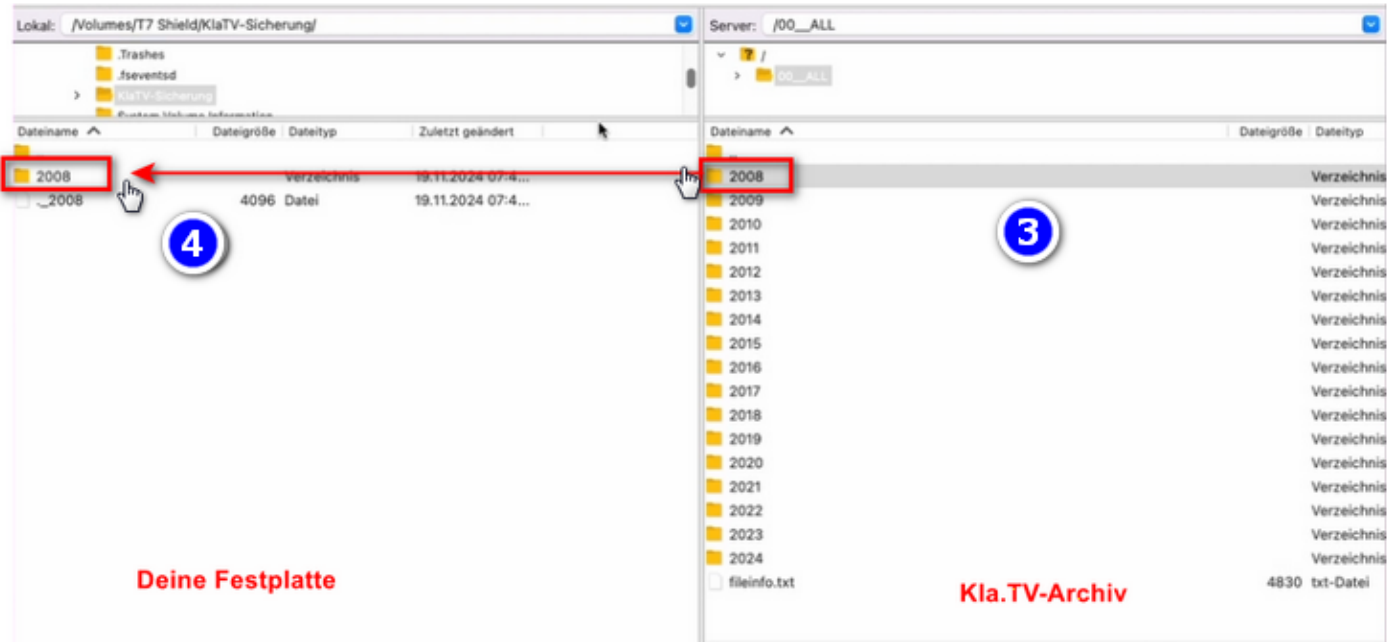 Lokal: /Volumes/T7 Shield/KlaTV-Sicherung/
.Trashes
.fseventsd
KlaTV-Sicherung
System Volume Information
Dateiname Dateigröße Dateityp Zuletzt geändert
..
2008 Verzeichnis 19.11.2024 07:4...
._2008 4096 Datei 19.11.2024 07:4...
4
Deine Festplatte
Server: /00__ALL
? /
00__ALL
Dateiname Dateigröße Dateityp
..
2008 Verzeichnis
2009 Verzeichnis
2010 Verzeichnis
2011 Verzeichnis
2012 Verzeichnis
2013 Verzeichnis
2014 Verzeichnis
2015 Verzeichnis
2016 Verzeichnis
2017 Verzeichnis
2018 Verzeichnis
2019 Verzeichnis
2020 Verzeichnis
2021 Verzeichnis
2022 Verzeichnis
2023 Verzeichnis
2024 Verzeichnis
fileinfo.txt 4830 txt-Datei
3
Kla.TV-Archiv